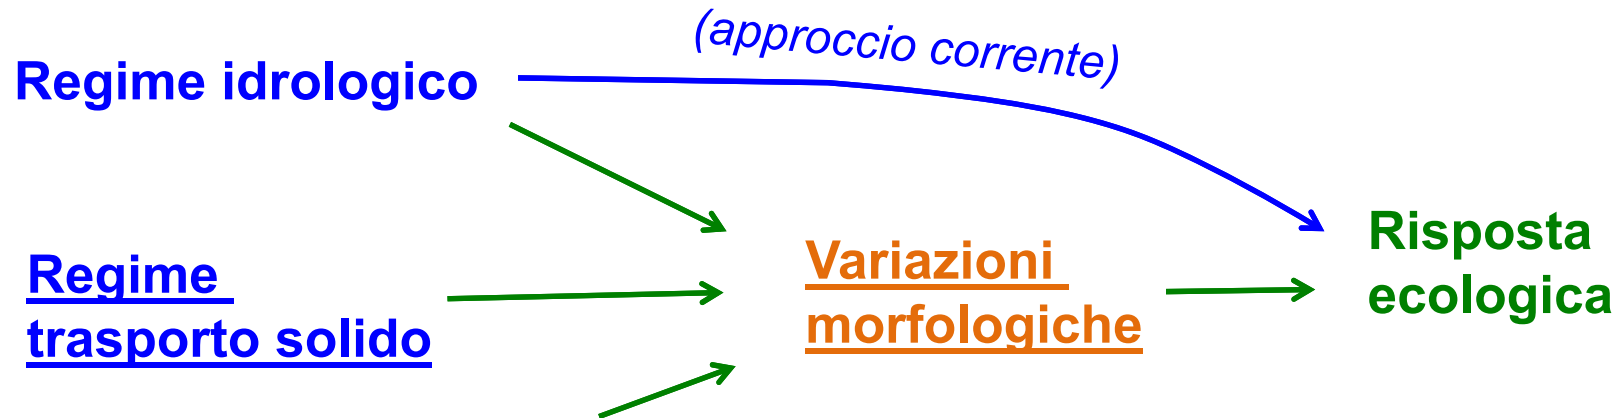 (approccio corrente)
Regime idrologico
Regime
trasporto solido
Variazioni
morfologiche
Risposta
ecologica